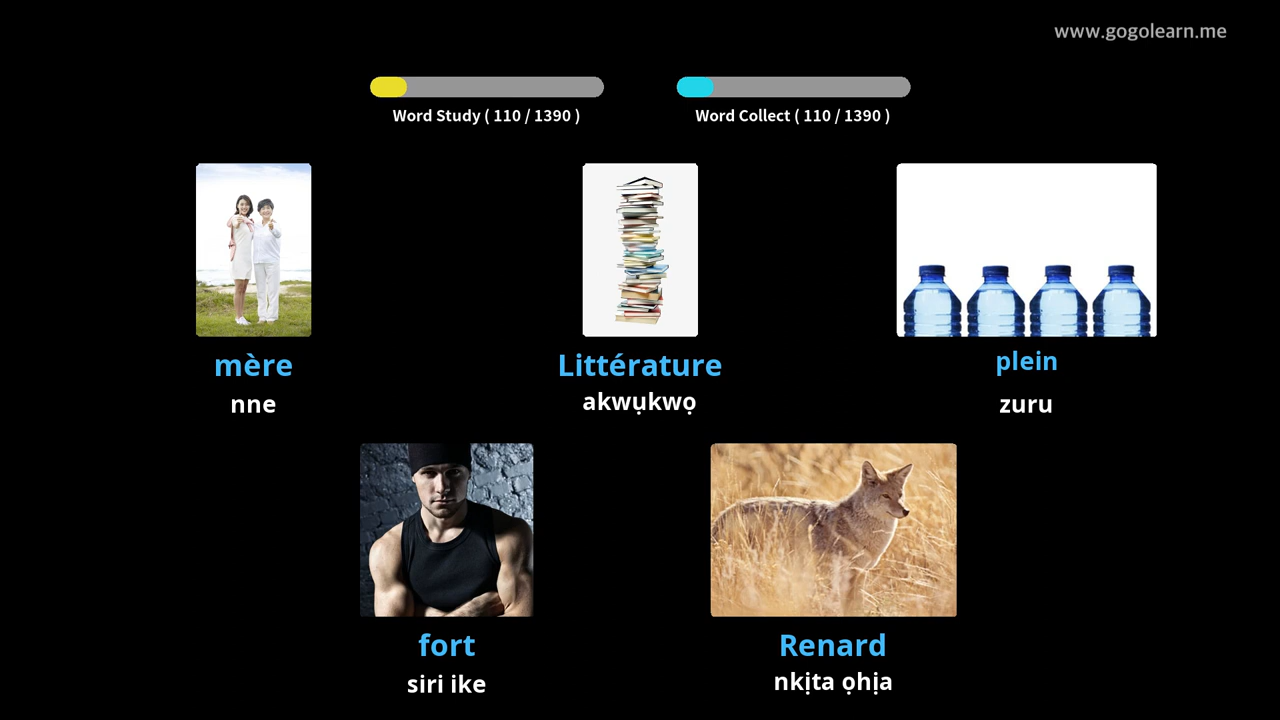 www.gogolearn.me
Word Study ( 110 / 1390 )
Word Collect ( 110 / 1390 )
mère
nne
Littérature
akwụkwọ
plein
zuru
fort
siri ike
Renard
nkịta ọhịa